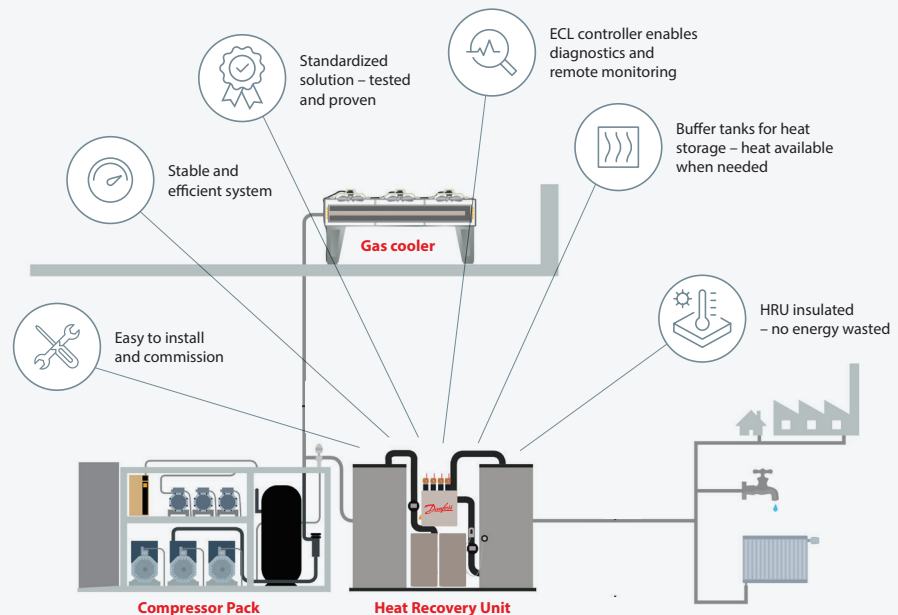 ECL controller enables
diagnostics and
remote monitoring
Standardized
solution – tested
and proven
Buffer tanks for heat
storage – heat available
when needed
Stable and
efficient system
Gas cooler
HRU insulated
– no energy wasted
Easy to install
and commission
Danfoss
Compressor Pack
Heat Recovery Unit